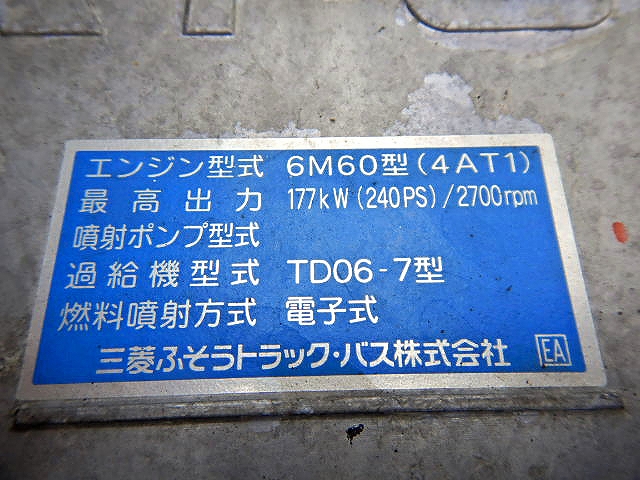 エンジン型式 6M60型(4AT1)
最高出力 177kW(240PS)/2700rpm
噴射ポンプ型式
過給機型式 TD06-7型
燃料噴射方式 電子式
三菱ふそうトラック・バス株式会社 EA